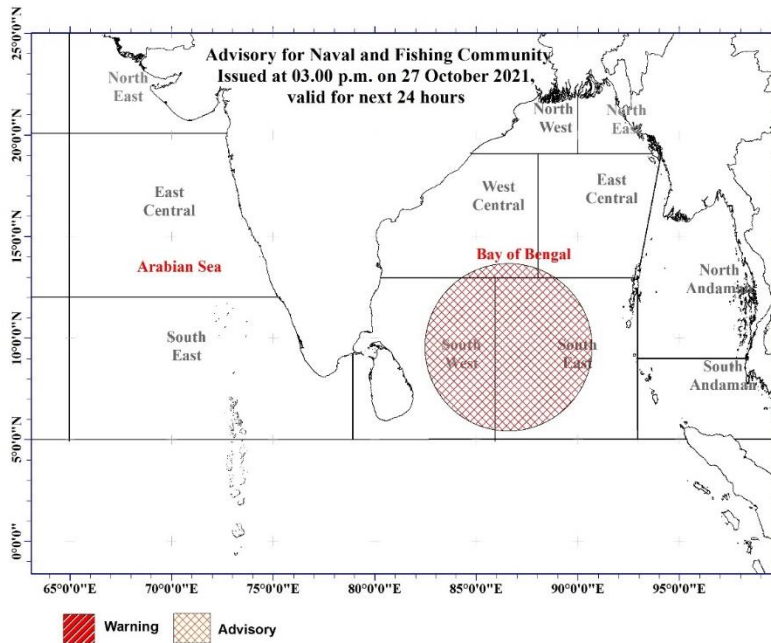 Advisory for Naval and Fishing Community
Issued at 03.00 p.m. on 27 October 2021,
valid for next 24 hours
North
East
North
West
North
East
East
Central
West
Central
East
Central
Arabian Sea
Bay of Bengal
North
Andaman
South
East
South
West
South
East
South
Andaman
25°0'0"N
20°0'0"N
15°0'0"N
10°0'0"N
5°0'0"N
0°0'0"
65°0'0"E
70°0'0"E
75°0'0"E
80°0'0"E
85°0'0"E
90°0'0"E
95°0'0"E
Warning
Advisory